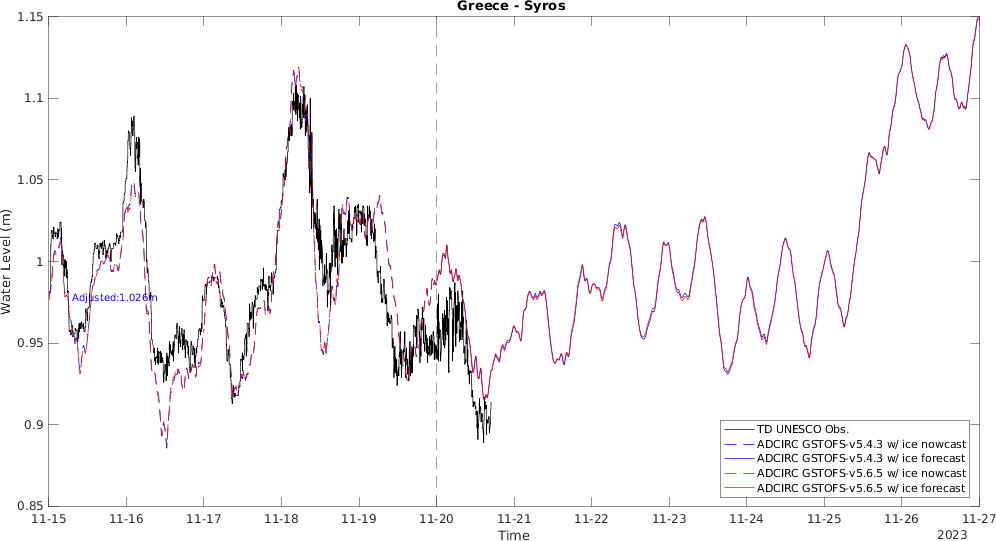 Greece - Syros
Water Level (m)
1.15
1.1
1.05
1
0.95
0.9
0.85
Adjusted:1.026m
TD UNESCO Obs.
ADCIRC GSTOFS-v5.4.3 w/ ice nowcast
ADCIRC GSTOFS-v5.4.3 w/ ice forecast
ADCIRC GSTOFS-v5.6.5 w/ ice nowcast
ADCIRC GSTOFS-v5.6.5 w/ ice forecast
11-15 11-16 11-17 11-18 11-19 11-20 11-21 11-22 11-23 11-24 11-25 11-26 11-27
Time
2023